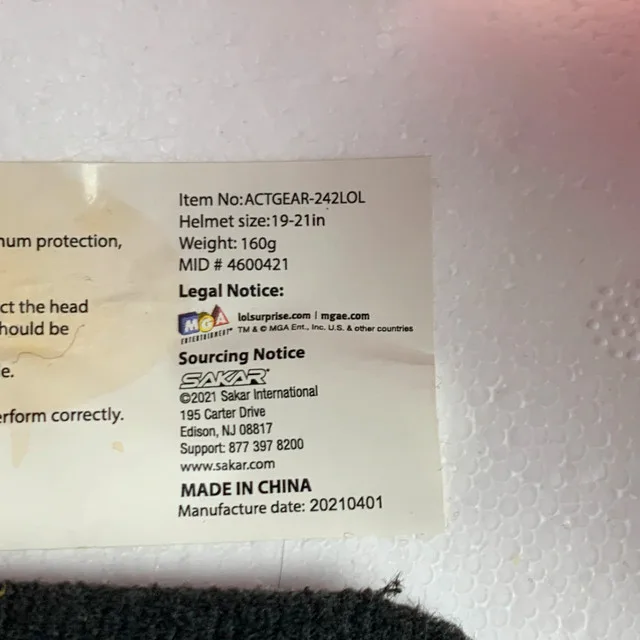 num protection,
ct the head
hould be
e.
erform correctly.
Item No:ACTGEAR-242LOL
Helmet size:19-21in
Weight: 160g
MID # 4600421
Legal Notice:
MGA ENTERTAINMENT
lolsurprise.com | mgae.com
TM & © MGA Ent., Inc. U.S. & other countries
Sourcing Notice
SAKAR
©2021 Sakar International
195 Carter Drive
Edison, NJ 08817
Support: 877 397 8200
www.sakar.com
MADE IN CHINA
Manufacture date: 20210401